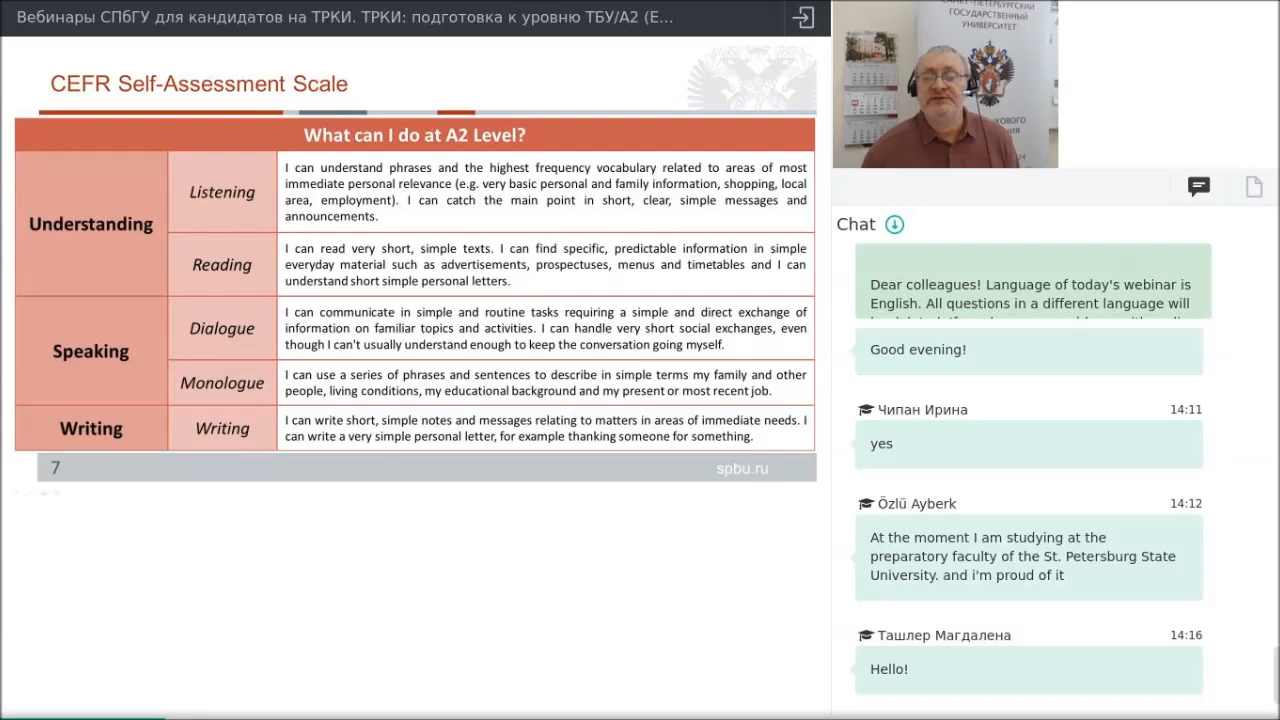 Вебинары СПбГУ для кандидатов на ТРКИ. ТРКИ: подготовка к уровню ТБУ/A2 (E...
CEFR Self-Assessment Scale
What can I do at A2 Level?
Understanding
Listening
I can understand phrases and the highest frequency vocabulary related to areas of most
immediate personal relevance (e.g. very basic personal and family information, shopping, local
area, employment). I can catch the main point in short, clear, simple messages and
announcements.
Reading
I can read very short, simple texts. I can find specific, predictable information in simple
everyday material such as advertisements, prospectuses, menus and timetables and I can
understand short simple personal letters.
Speaking
Dialogue
I can communicate in simple and routine tasks requiring a simple and direct exchange of
information on familiar topics and activities. I can handle very short social exchanges, even
though I can't usually understand enough to keep the conversation going myself.
Monologue
I can use a series of phrases and sentences to describe in simple terms my family and other
people, living conditions, my educational background and my present or most recent job.
Writing
Writing
I can write short, simple notes and messages relating to matters in areas of immediate needs. I
can write a very simple personal letter, for example thanking someone for something.
7
spbu.ru
ГОСУДАРСТВЕННЫЙ
УНИВЕРСИТЕТ
Chat
Dear colleagues! Language of today's webinar is
English. All questions in a different language will
Good evening!
Чипан Ирина 14:11
yes
Özlü Ayberk 14:12
At the moment I am studying at the
preparatory faculty of the St. Petersburg State
University. and i'm proud of it
Ташлер Магдалена 14:16
Hello!